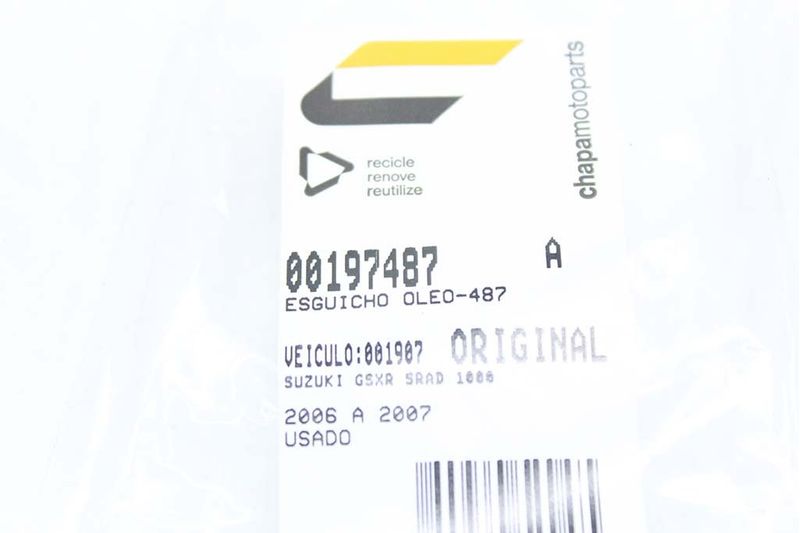 chapamotoparts
recicle
renove
reutilize
00197487 A
ESGUICHO OLEO-487
VEICULO:001907 ORIGINAL
SUZUKI GSXR SRAD 1000
2006 A 2007
USADO